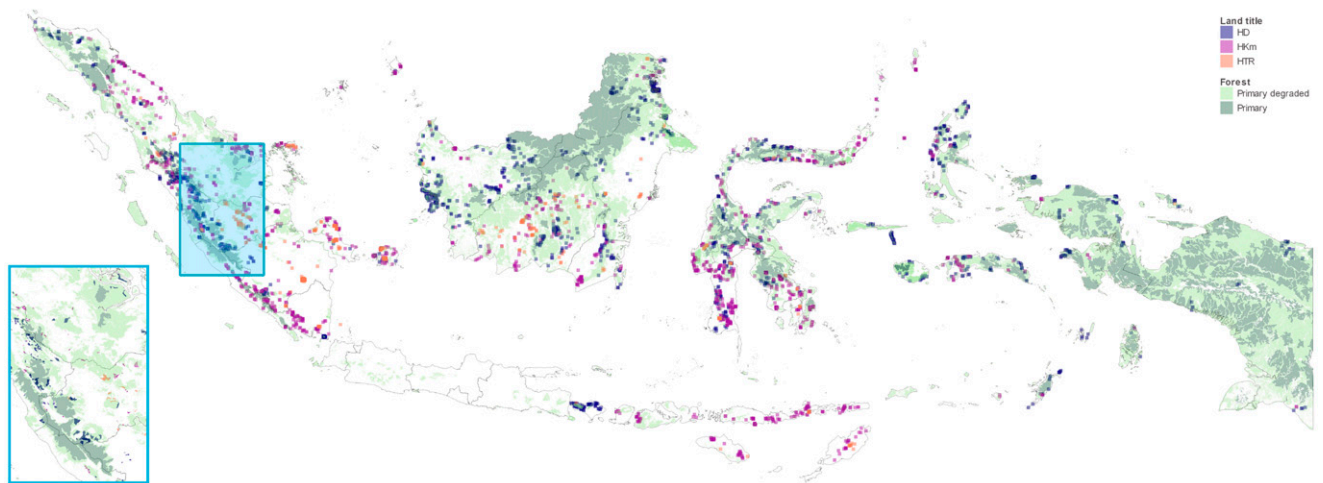 Land title
HD
HKm
HTR
Forest
Primary degraded
Primary